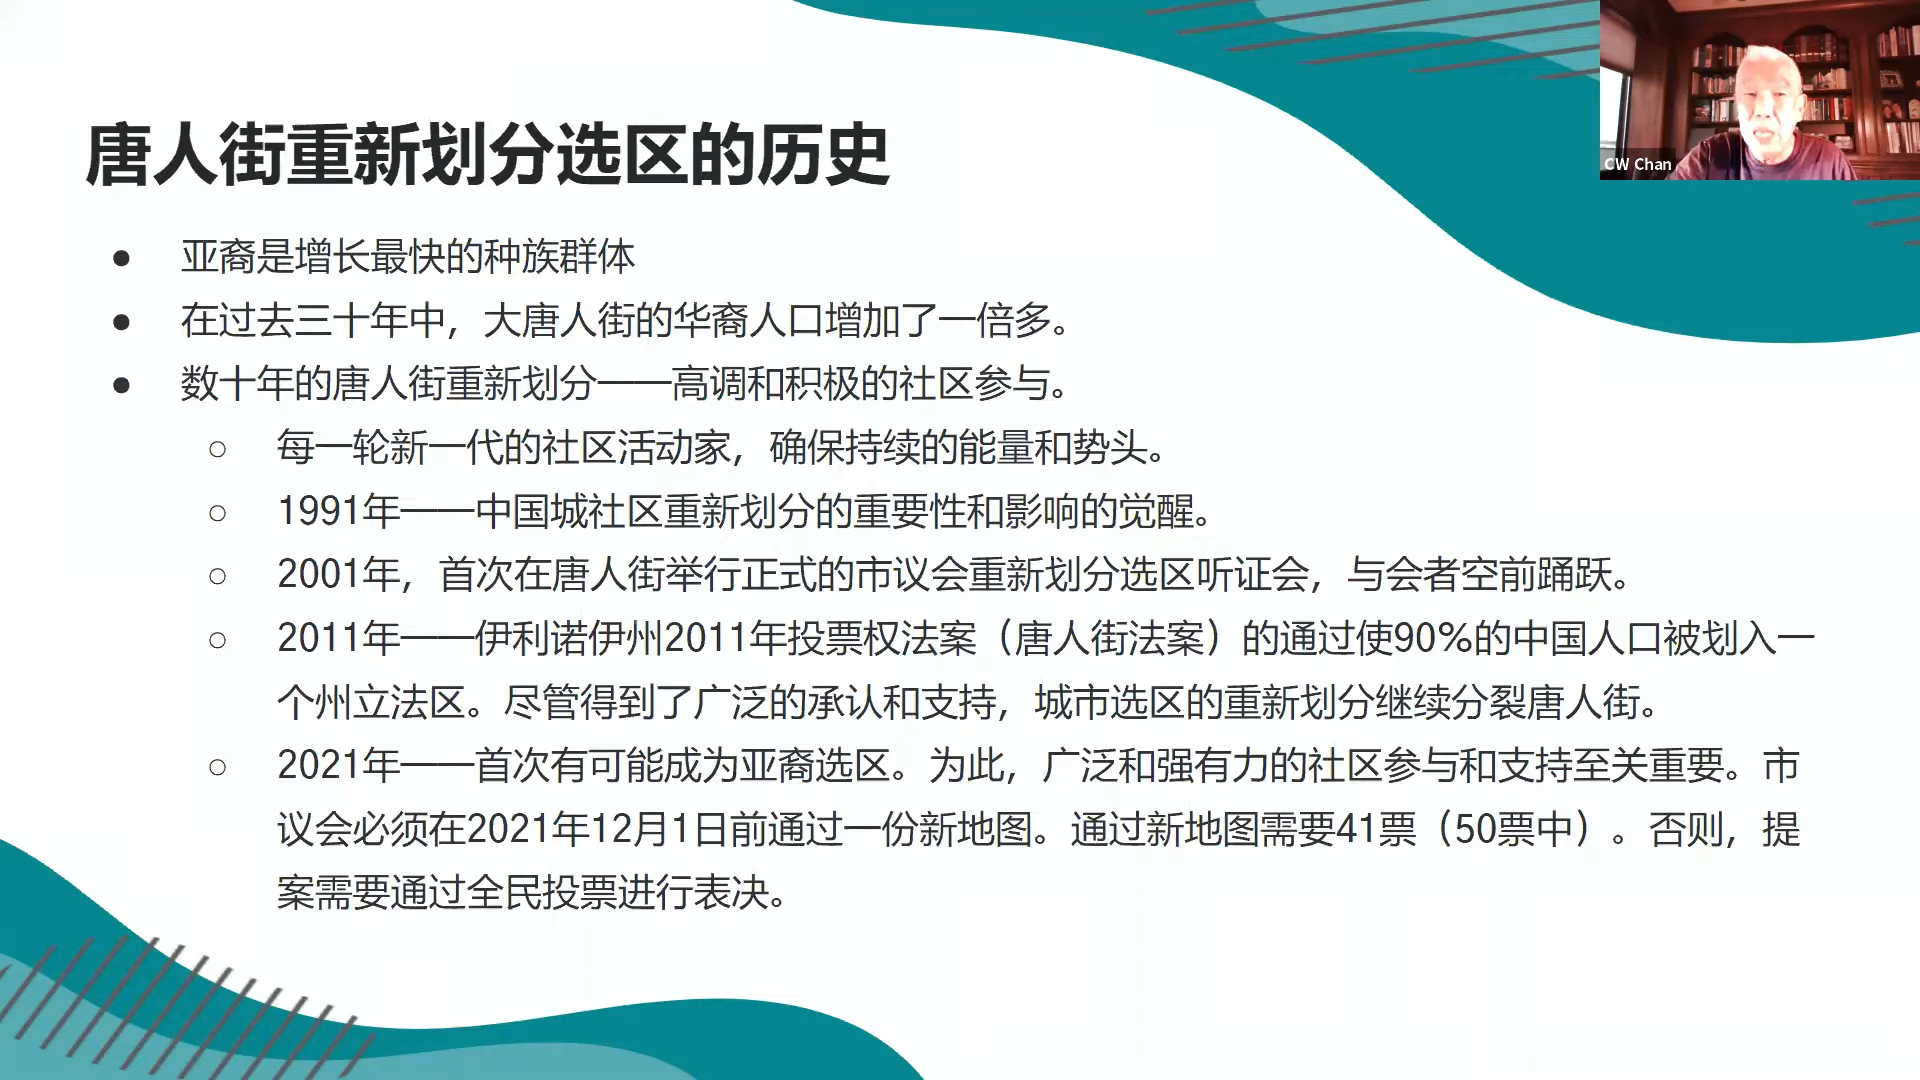 唐人街重新划分选区的历史
CW Chan
● 亚裔是增长最快的种族群体
● 在过去三十年中，大唐人街的华裔人口增加了一倍多。
● 数十年的唐人街重新划分——高调和积极的社区参与。
○ 每一轮新一代的社区活动家，确保持续的能量和势头。
○ 1991年——中国城社区重新划分的重要性和影响的觉醒。
○ 2001年，首次在唐人街举行正式的市议会重新划分选区听证会，与会者空前踊跃。
○ 2011年——伊利诺伊州2011年投票权法案（唐人街法案）的通过使90%的中国人口被划入一
个州立法区。尽管得到了广泛的承认和支持，城市选区的重新划分继续分裂唐人街。
○ 2021年——首次有可能成为亚裔选区。为此，广泛和强有力的社区参与和支持至关重要。市
议会必须在2021年12月1日前通过一份新地图。通过新地图需要41票（50票中）。否则，提
案需要通过全民投票进行表决。